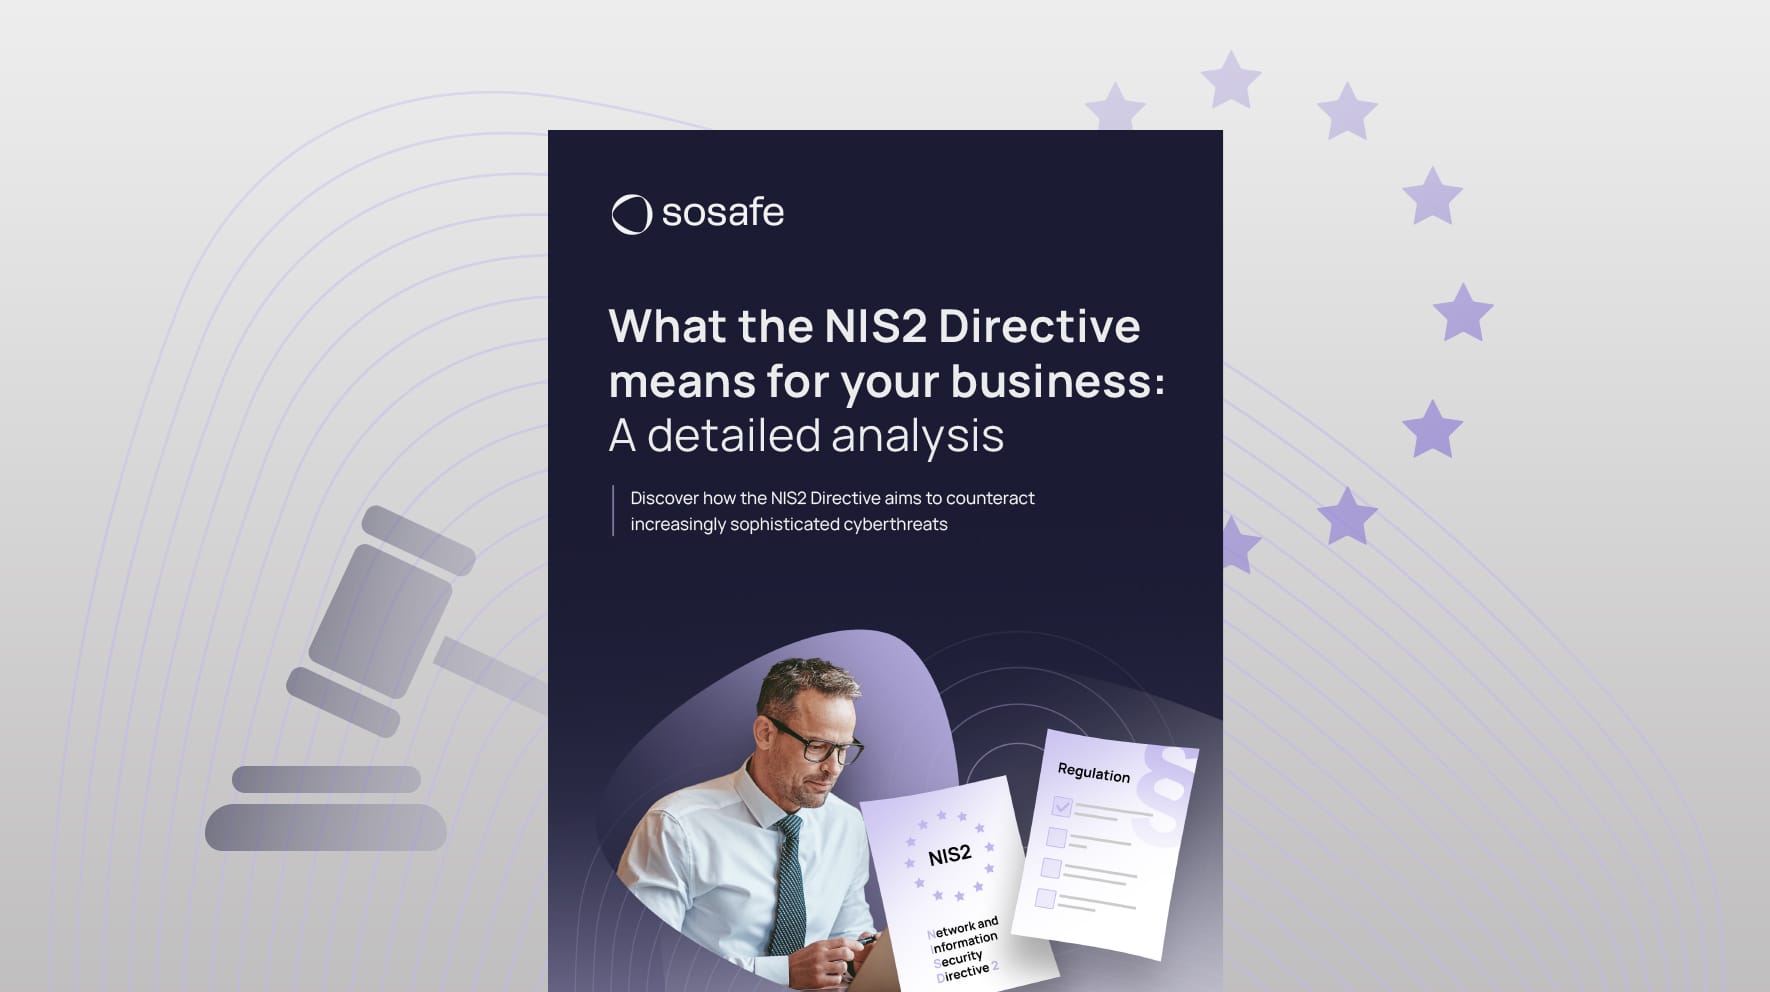 sosafe
What the NIS2 Directive
means for your business:
A detailed analysis
Discover how the NIS2 Directive aims to counteract
increasingly sophisticated cyberthreats
NIS2
Network and
Information
Security
Directive 2
Regulation
§